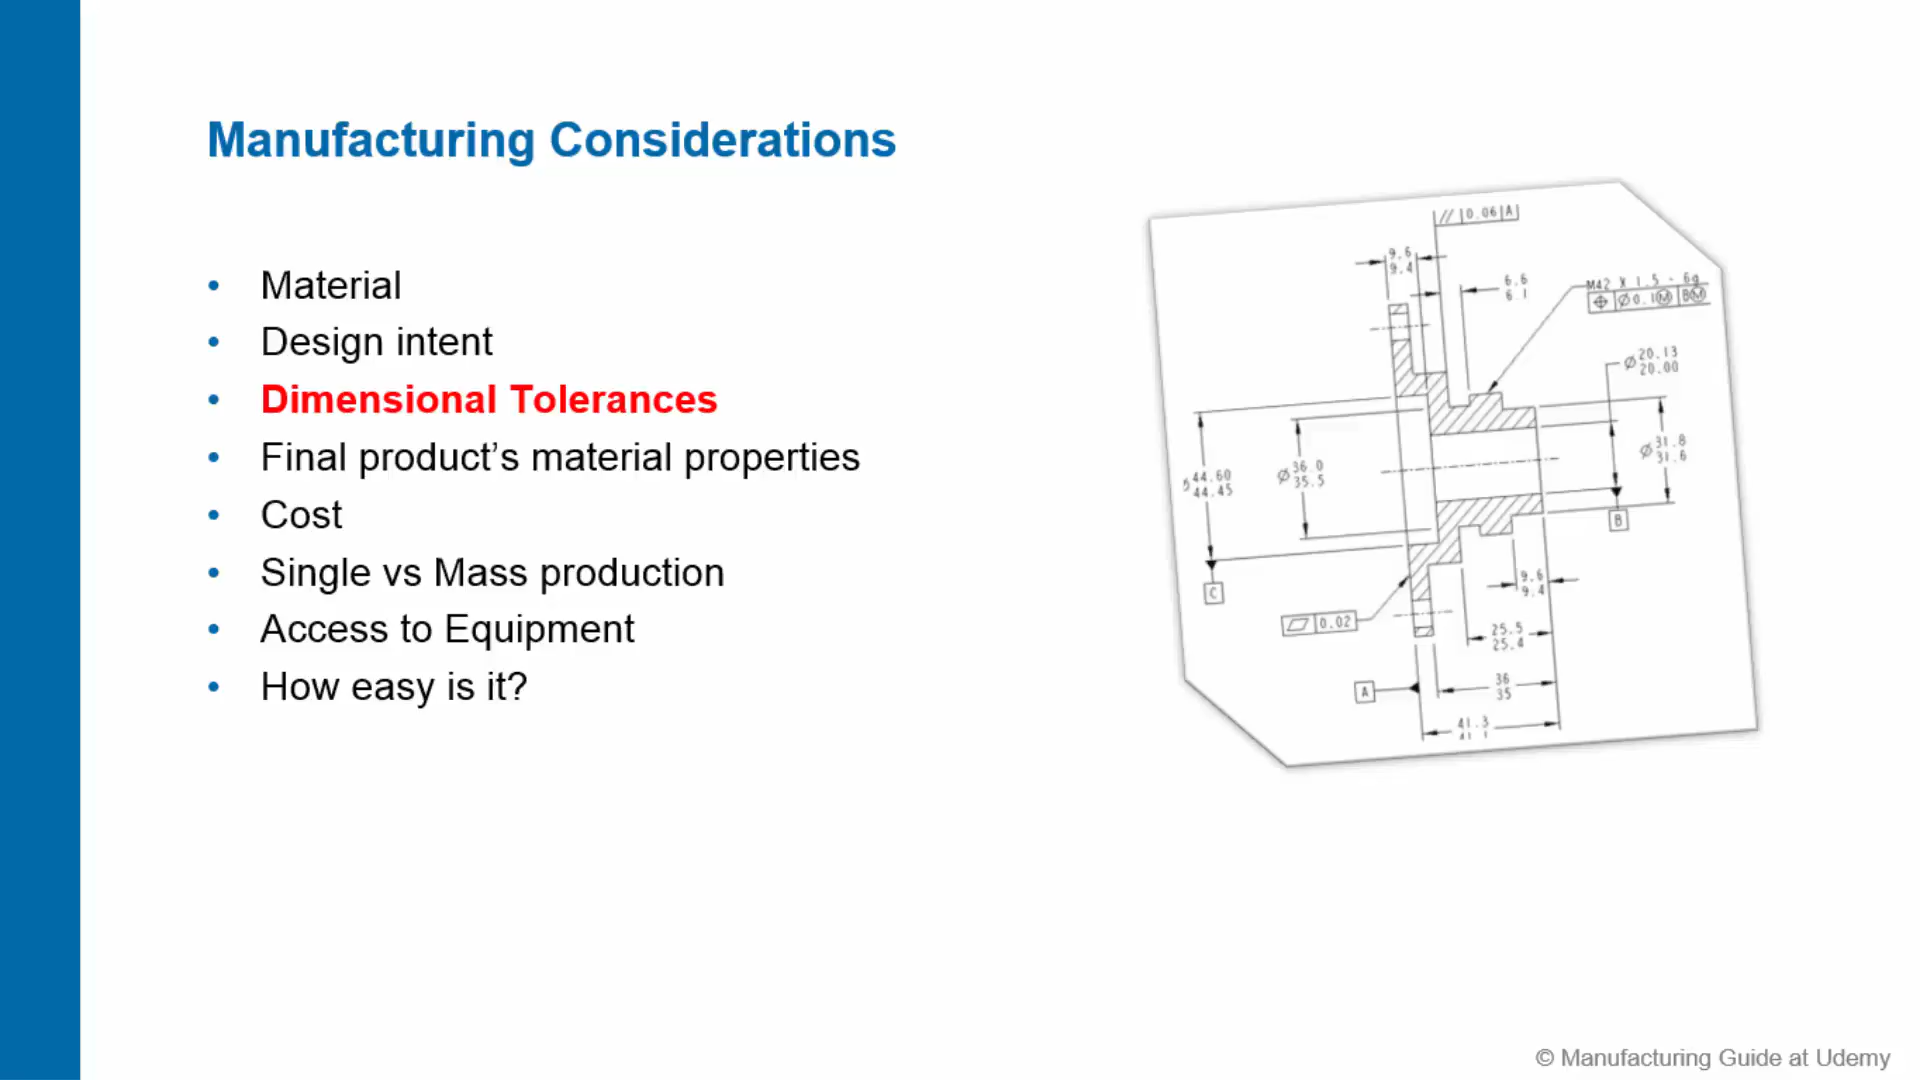 Manufacturing Considerations
• Material
• Design intent
• Dimensional Tolerances
• Final product’s material properties
• Cost
• Single vs Mass production
• Access to Equipment
• How easy is it?
// 0.06 A
9.6
9.4
6.6
6.1
M42 X 1.5 - 6g
⌖ Ø0.1Ⓜ BⓂ
Ø20.13
20.00
Ø31.8
31.6
44.60
44.45
Ø36.0
35.5
B
C
9.6
9.4
⏥ 0.02
25.5
25.4
A
36
35
41.3
© Manufacturing Guide at Udemy